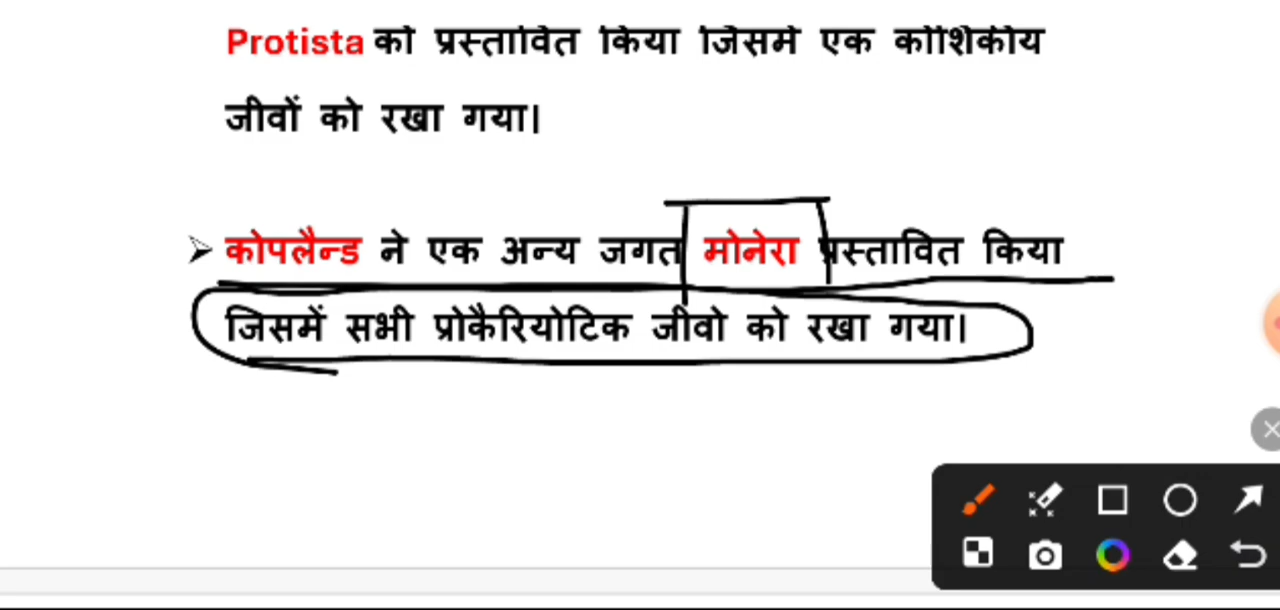 Protista को प्रस्तावित किया जिसमे एक कोशिकीय
जीवों को रखा गया।
➢ कोपलैन्ड ने एक अन्य जगत मोनेरा प्रस्तावित किया
जिसमें सभी प्रोकैरियोटिक जीवो को रखा गया।